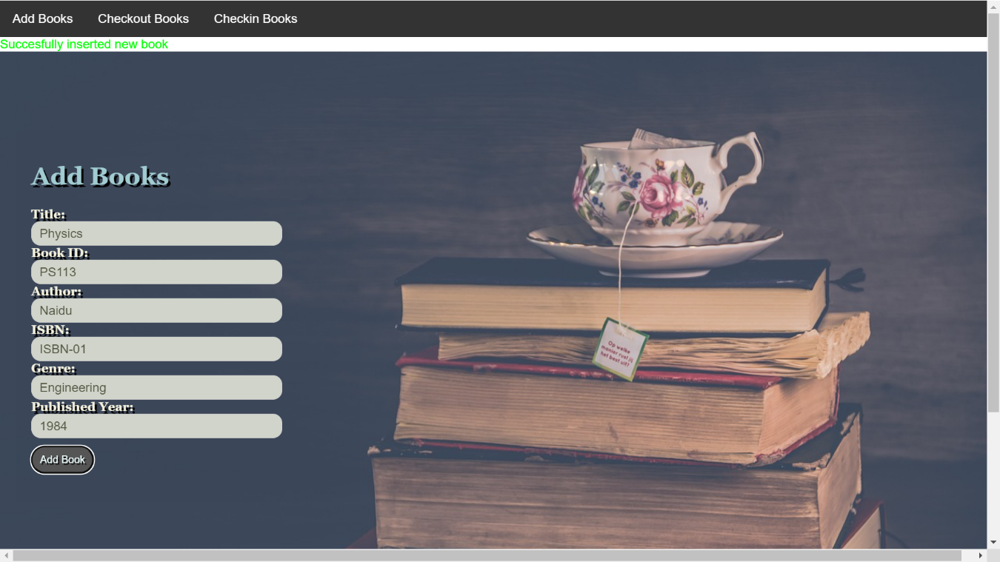 Add Books Checkout Books Checkin Books
Succesfully inserted new book
Add Books
Title:
Physics
Book ID:
PS113
Author:
Naidu
ISBN:
ISBN-01
Genre:
Engineering
Published Year:
1984
Add Book
Op welke
manier rust jij
het best uit?